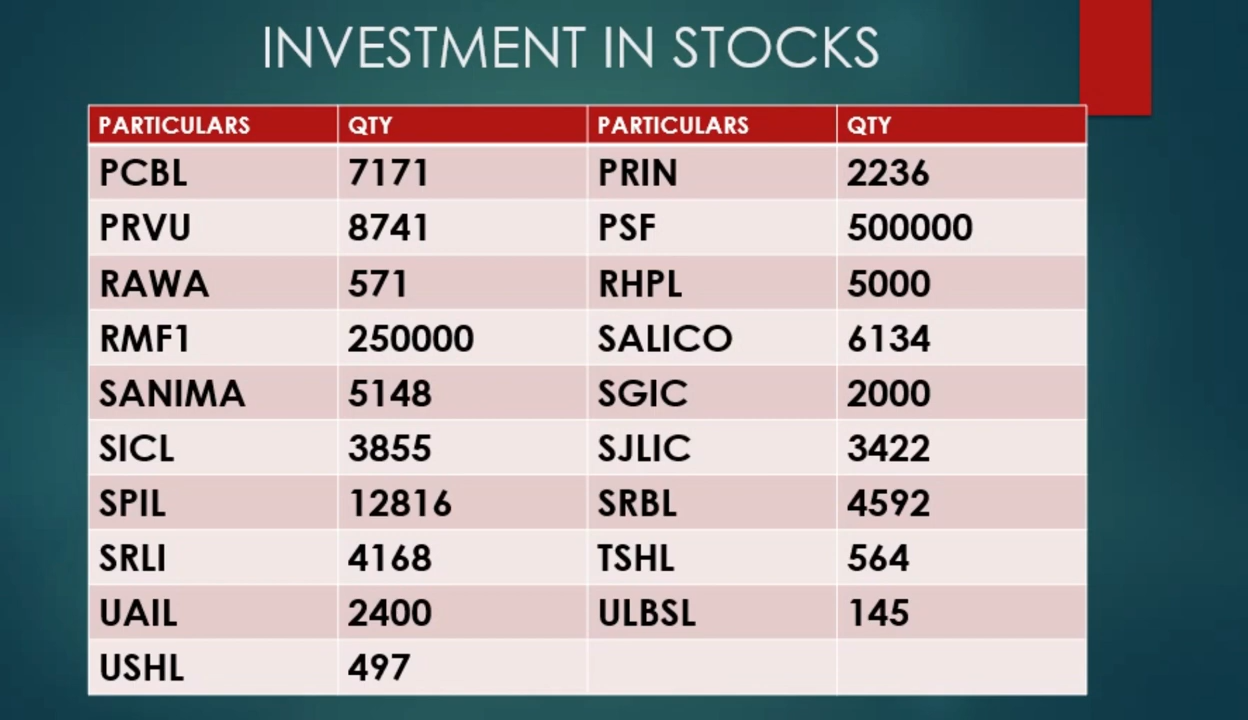 INVESTMENT IN STOCKS
PARTICULARS QTY PARTICULARS QTY
PCBL 7171 PRIN 2236
PRVU 8741 PSF 500000
RAWA 571 RHPL 5000
RMF1 250000 SALICO 6134
SANIMA 5148 SGIC 2000
SICL 3855 SJLIC 3422
SPIL 12816 SRBL 4592
SRLI 4168 TSHL 564
UAIL 2400 ULBSL 145
USHL 497